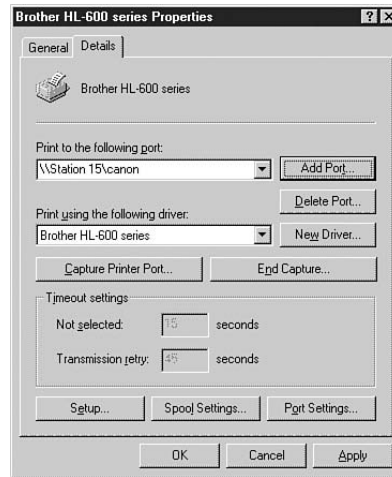 Brother HL-600 series Properties
General Details
Brother HL-600 series
Print to the following port:
\\Station 15\canon
Add Port...
Delete Port...
Print using the following driver:
Brother HL-600 series
New Driver...
Capture Printer Port... End Capture...
Timeout settings
Not selected: 15 seconds
Transmission retry: 45 seconds
Setup... Spool Settings... Port Settings...
OK Cancel Apply